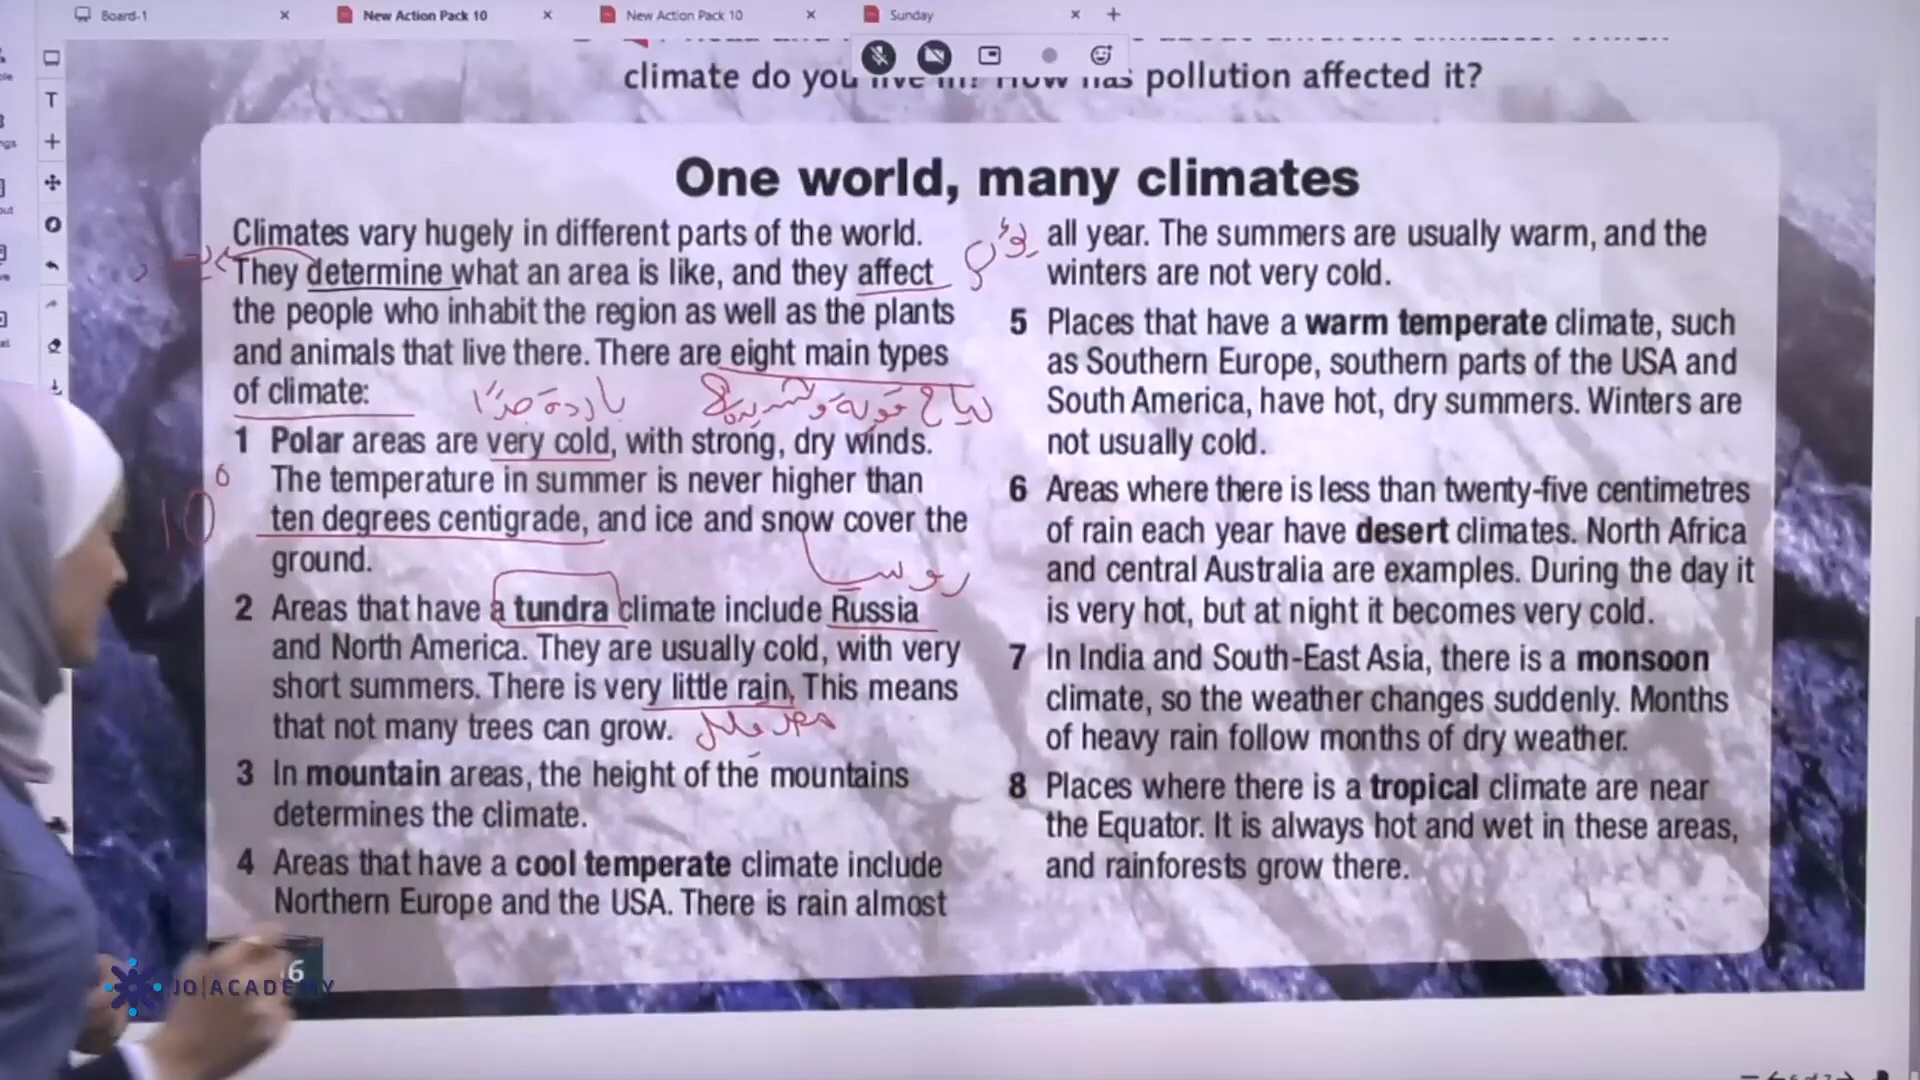 Board-1
New Action Pack 10
New Action Pack 10
Sunday
climate do you live in? How has pollution affected it?
One world, many climates
Climates vary hugely in different parts of the world.
They determine what an area is like, and they affect
the people who inhabit the region as well as the plants
and animals that live there. There are eight main types
of climate:
باردة جدًا
رياح قوية وشديدة
1 Polar areas are very cold, with strong, dry winds.
The temperature in summer is never higher than
10°
ten degrees centigrade, and ice and snow cover the
ground.
روسيا
2 Areas that have a tundra climate include Russia
and North America. They are usually cold, with very
short summers. There is very little rain. This means
that not many trees can grow.
مطر قليل
3 In mountain areas, the height of the mountains
determines the climate.
4 Areas that have a cool temperate climate include
Northern Europe and the USA. There is rain almost
all year. The summers are usually warm, and the
winters are not very cold.
5 Places that have a warm temperate climate, such
as Southern Europe, southern parts of the USA and
South America, have hot, dry summers. Winters are
not usually cold.
6 Areas where there is less than twenty-five centimetres
of rain each year have desert climates. North Africa
and central Australia are examples. During the day it
is very hot, but at night it becomes very cold.
7 In India and South-East Asia, there is a monsoon
climate, so the weather changes suddenly. Months
of heavy rain follow months of dry weather.
8 Places where there is a tropical climate are near
the Equator. It is always hot and wet in these areas,
and rainforests grow there.
6
JO|ACADEMY